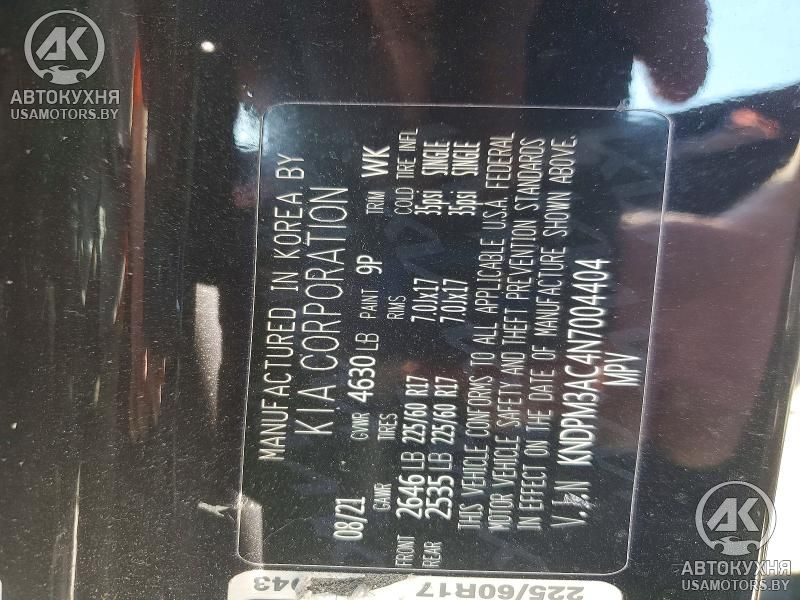 MANUFACTURED IN KOREA BY
KIA CORPORATION
08/21 GVWR 4630 LB PAINT 9P TRIM WK
GAWR TIRES RIMS COLD TIRE INFL
FRONT 2646 LB 225/60 R17 7.0Jx17 35psi SINGLE
REAR 2535 LB 225/60 R17 7.0Jx17 35psi SINGLE
THIS VEHICLE CONFORMS TO ALL APPLICABLE U.S.A. FEDERAL
MOTOR VEHICLE SAFETY AND THEFT PREVENTION STANDARDS
IN EFFECT ON THE DATE OF MANUFACTURE SHOWN ABOVE.
V.I.N KNDPM3AC4N7004404
MPV
225/60R17
АК
АВТОКУХНЯ
USAMOTORS.BY
АК
АВТОКУХНЯ
USAMOTORS.BY